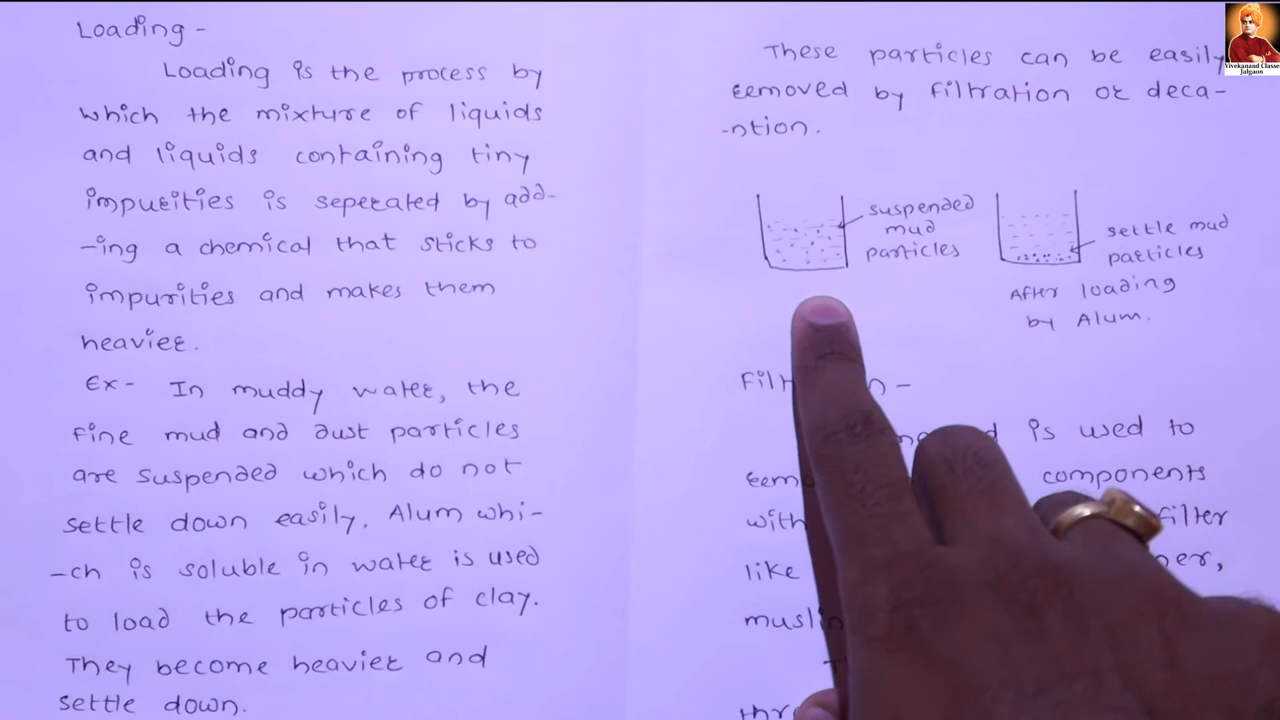 Loading -
Loading is the process by
which the mixture of liquids
and liquids containing tiny
impurities is seperated by add-
-ing a chemical that sticks to
impurities and makes them
heavier.
Ex- In muddy water, the
fine mud and dust particles
are suspended which do not
settle down easily. Alum whi-
-ch is soluble in water is used
to load the particles of clay.
They become heavier and
settle down.
These particles can be easily
removed by filtration or deca-
-ntion.
suspended
mud
particles
settle mud
particles
After loading
by Alum.
is used to
components
with filter
like
Vivekanand Classes
Jalgaon